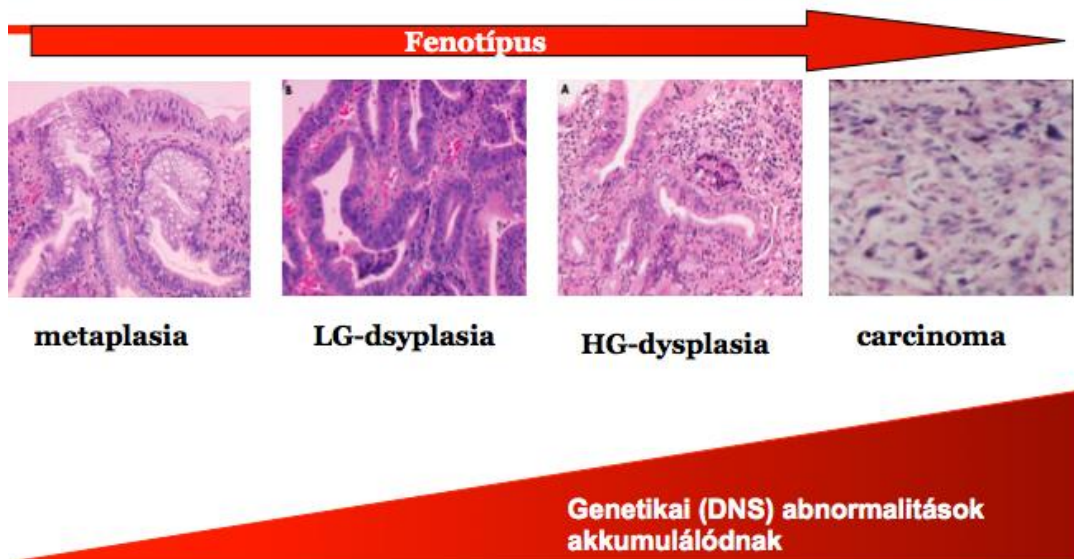 Fenotípus
B
A
metaplasia
LG-dsyplasia
HG-dysplasia
carcinoma
Genetikai (DNS) abnormalitások
akkumulálódnak